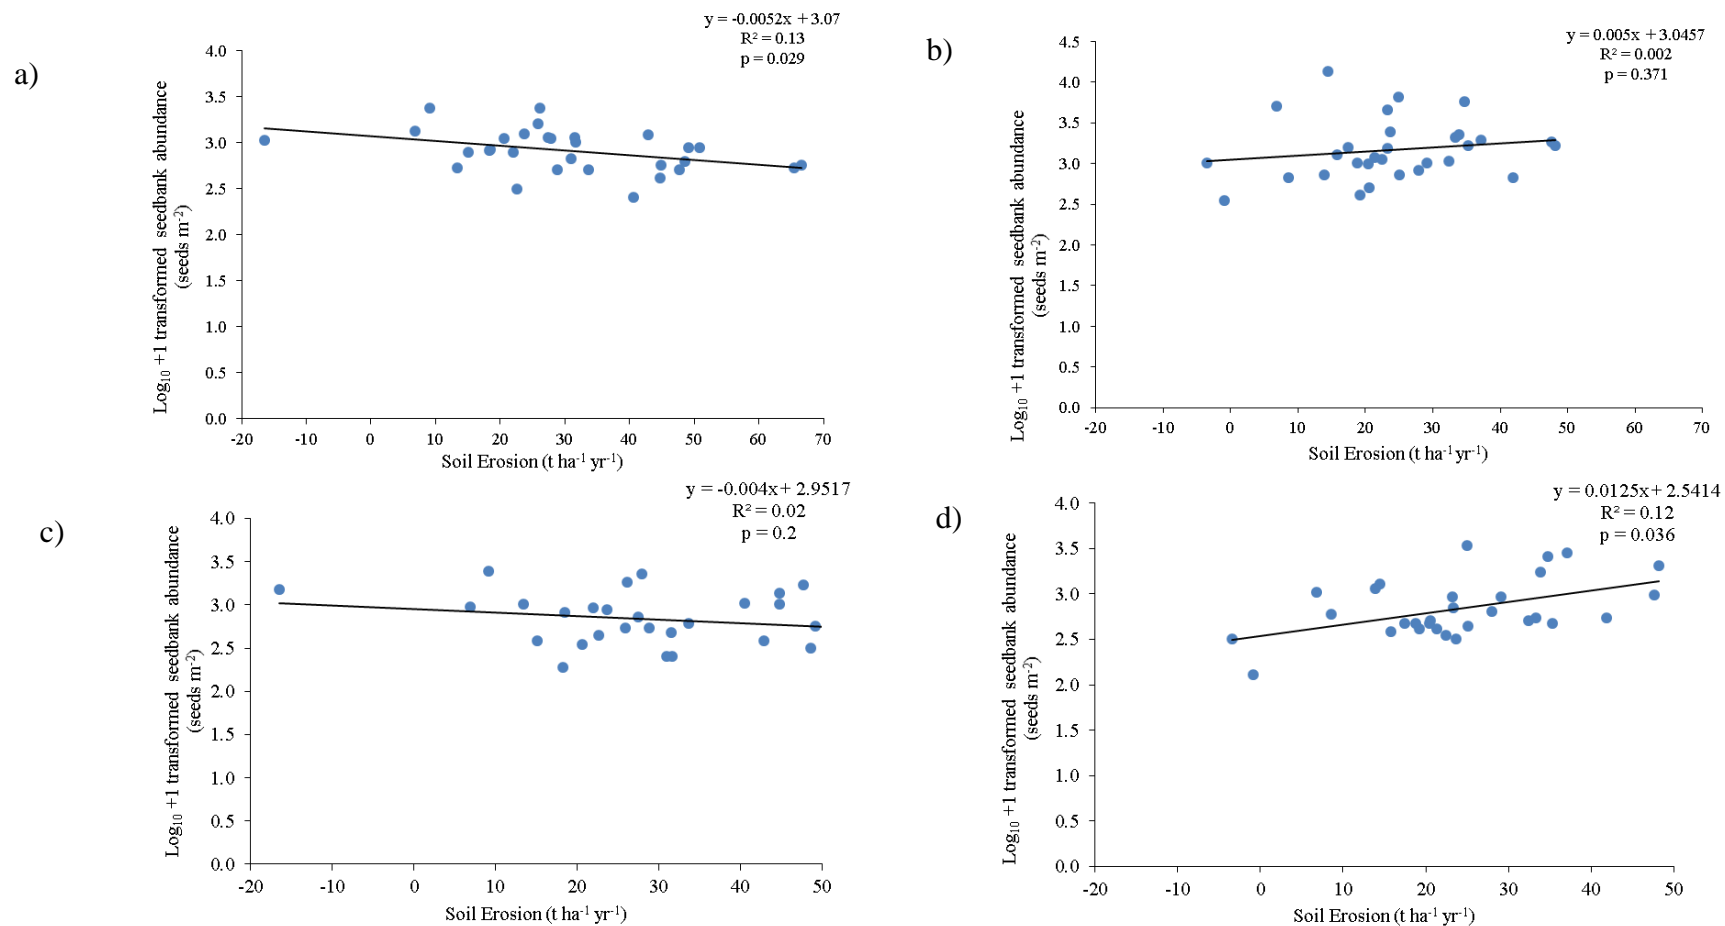 a)
y = -0.0052x + 3.07
R² = 0.13
p = 0.029
Log₁₀ +1 transformed seedbank abundance
(seeds m⁻²)
4.0
3.5
3.0
2.5
2.0
1.5
1.0
0.5
0.0
-20 -10 0 10 20 30 40 50 60 70
Soil Erosion (t ha⁻¹ yr⁻¹)
b)
y = 0.005x + 3.0457
R² = 0.002
p = 0.371
Log₁₀ +1 transformed seedbank abundance
(seeds m⁻²)
4.5
4.0
3.5
3.0
2.5
2.0
1.5
1.0
0.5
0.0
-20 -10 0 10 20 30 40 50 60 70
Soil Erosion (t ha⁻¹ yr⁻¹)
c)
y = -0.004x + 2.9517
R² = 0.02
p = 0.2
Log₁₀ +1 transformed seedbank abundance
(seeds m⁻²)
4.0
3.5
3.0
2.5
2.0
1.5
1.0
0.5
0.0
-20 -10 0 10 20 30 40 50
Soil Erosion (t ha⁻¹ yr⁻¹)
d)
y = 0.0125x + 2.5414
R² = 0.12
p = 0.036
Log₁₀ +1 transformed seedbank abundance
(seeds m⁻²)
4.0
3.5
3.0
2.5
2.0
1.5
1.0
0.5
0.0
-20 -10 0 10 20 30 40 50
Soil Erosion (t ha⁻¹ yr⁻¹)